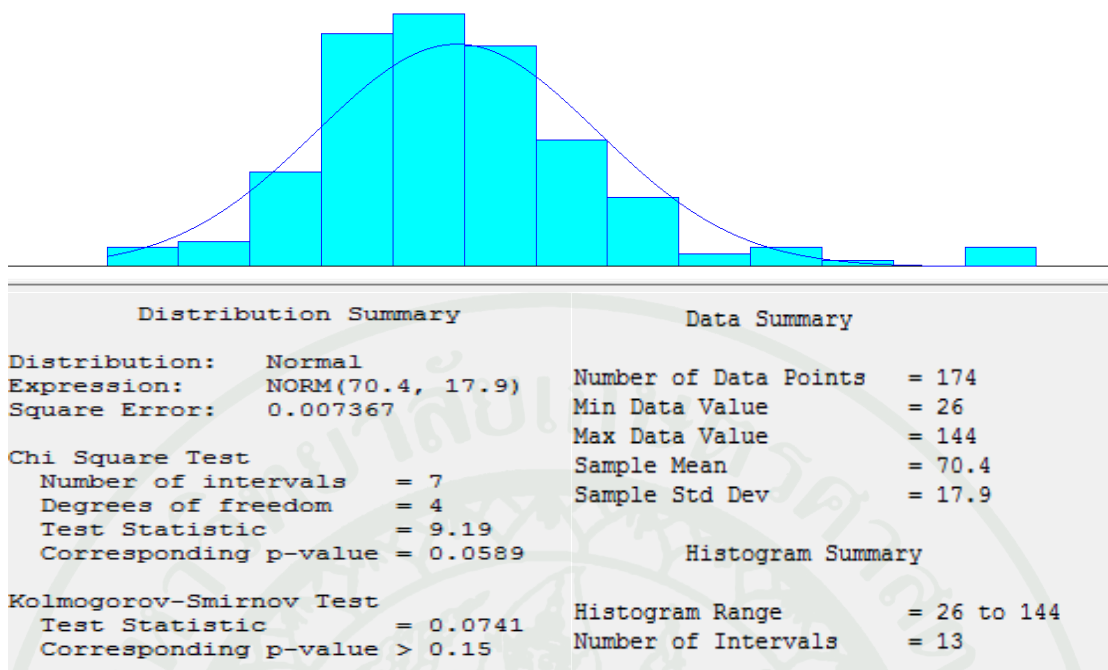 Distribution Summary
Distribution: Normal
Expression: NORM(70.4, 17.9)
Square Error: 0.007367
Chi Square Test
Number of intervals = 7
Degrees of freedom = 4
Test Statistic = 9.19
Corresponding p-value = 0.0589
Kolmogorov-Smirnov Test
Test Statistic = 0.0741
Corresponding p-value > 0.15
Data Summary
Number of Data Points = 174
Min Data Value = 26
Max Data Value = 144
Sample Mean = 70.4
Sample Std Dev = 17.9
Histogram Summary
Histogram Range = 26 to 144
Number of Intervals = 13